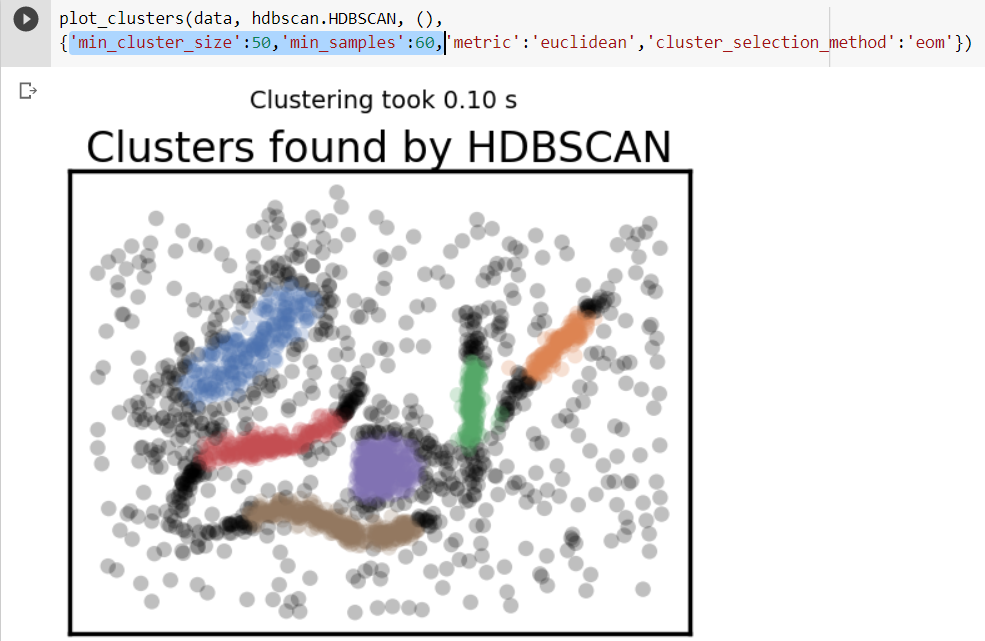 plot_clusters(data, hdbscan.HDBSCAN, (),
{'min_cluster_size':50,'min_samples':60,'metric':'euclidean','cluster_selection_method':'eom'})
Clustering took 0.10 s
Clusters found by HDBSCAN